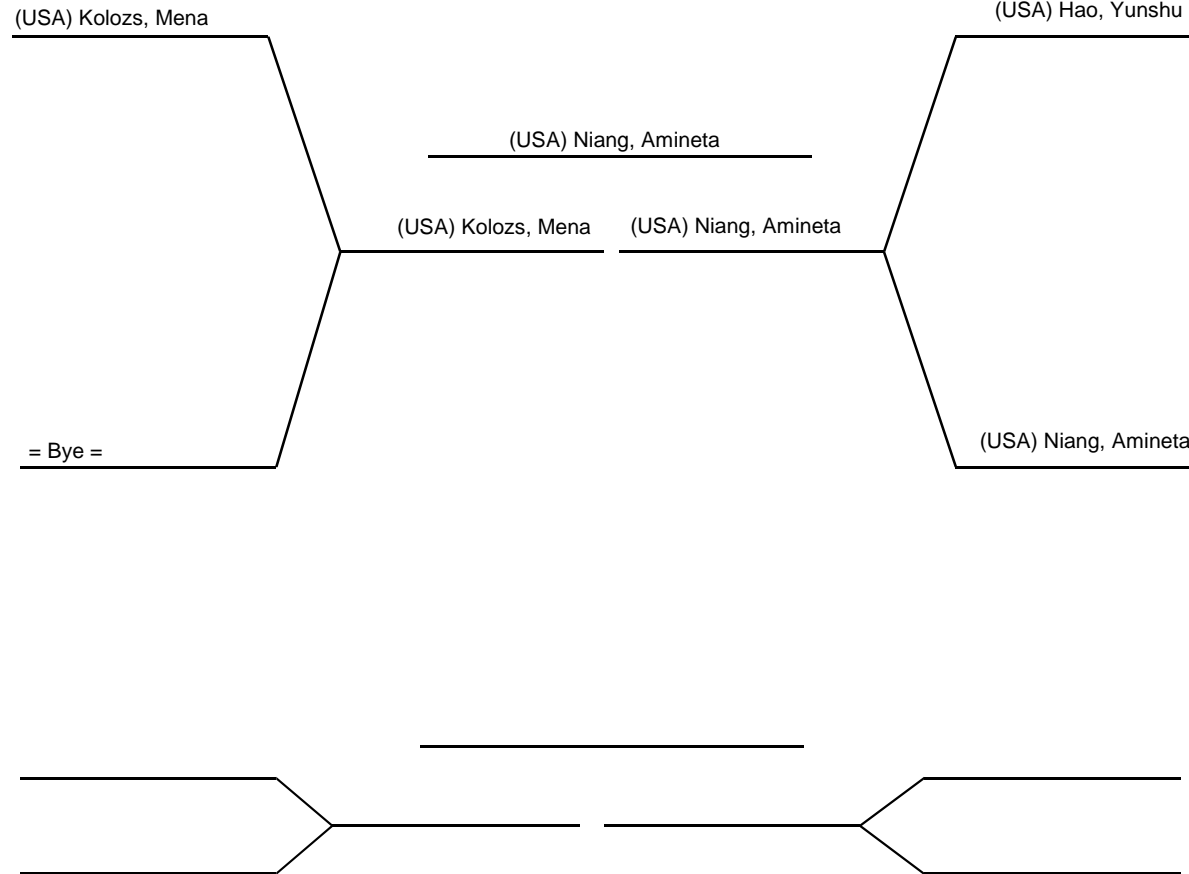 (USA) Kolozs, Mena
(USA) Hao, Yunshu
(USA) Niang, Amineta
(USA) Kolozs, Mena
(USA) Niang, Amineta
= Bye =
(USA) Niang, Amineta